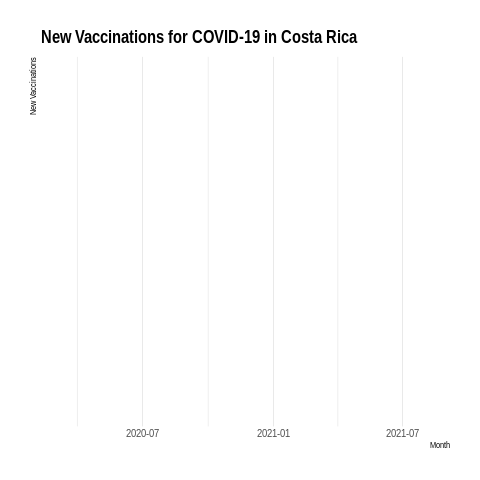 New Vaccinations for COVID-19 in Costa Rica
New Vaccinations
2020-07
2021-01
2021-07
Month